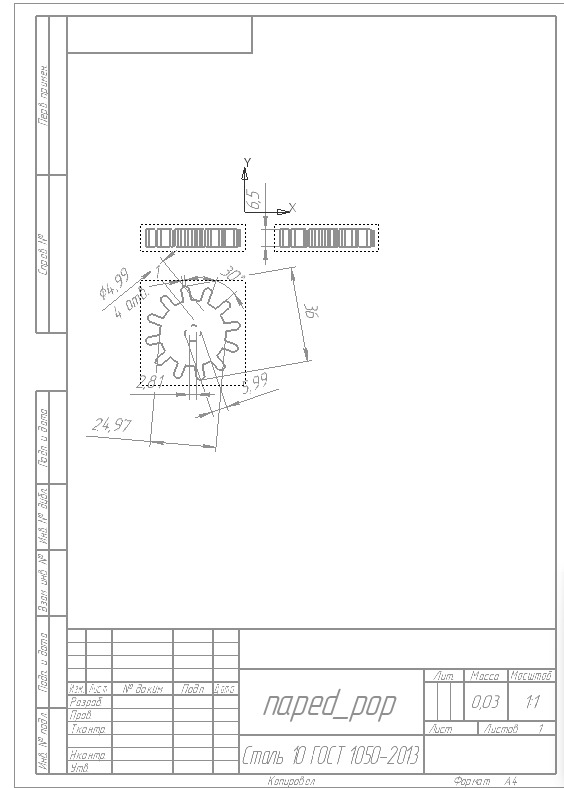 Перв. примен.
Справ. №
Подп. и дата
Инв. № дубл.
Взам. инв. №
Подп. и дата
Инв. № подл.
Y
X
6,5
Ø4,99
4 отв.
1
30°
36
2,81
5,99
24,97
Изм. Лист № докум. Подп. Дата
Разраб.
Пров.
Т.контр.
Н.контр.
Утв.
naped_pop
Сталь 10 ГОСТ 1050-2013
Лит. Масса Масштаб
0,03 1:1
Лист Листов 1
Копировал Формат А4